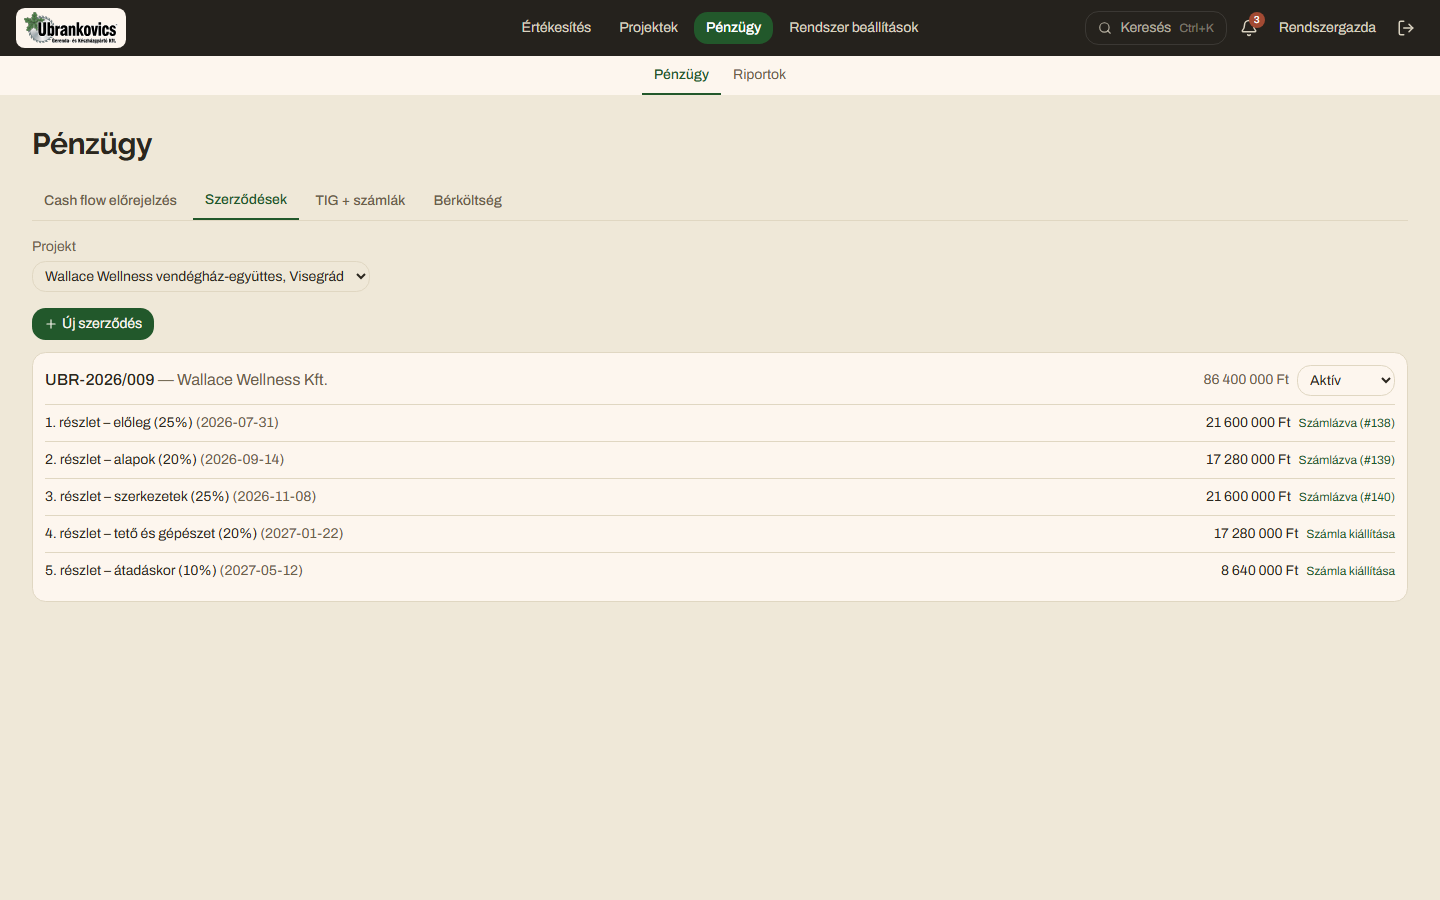 Ubrankovics
Gerenda- és Készházgyártó Kft.
Értékesítés Projektek Pénzügy Rendszer beállítások Keresés Ctrl+K 3 Rendszergazda
Pénzügy Riportok
Pénzügy
Cash flow előrejelzés Szerződések TIG + számlák Bérköltség
Projekt
Wallace Wellness vendégház-együttes, Visegrád
+ Új szerződés
UBR-2026/009 — Wallace Wellness Kft. 86 400 000 Ft Aktív
1. részlet – előleg (25%) (2026-07-31) 21 600 000 Ft Számlázva (#138)
2. részlet – alapok (20%) (2026-09-14) 17 280 000 Ft Számlázva (#139)
3. részlet – szerkezetek (25%) (2026-11-08) 21 600 000 Ft Számlázva (#140)
4. részlet – tető és gépészet (20%) (2027-01-22) 17 280 000 Ft Számla kiállítása
5. részlet – átadáskor (10%) (2027-05-12) 8 640 000 Ft Számla kiállítása